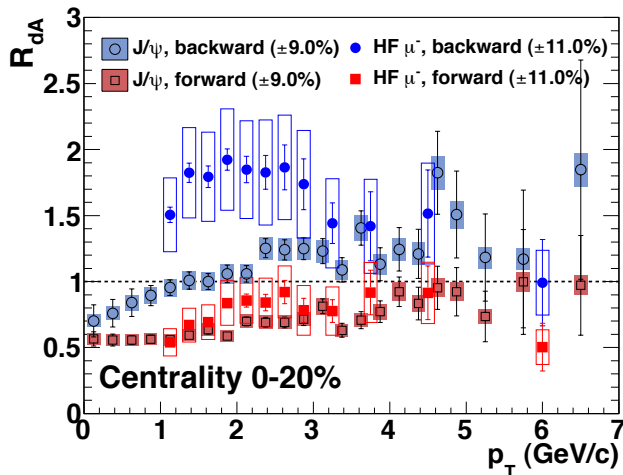 R_dA
3
2.5
2
1.5
1
0.5
0
J/ψ, backward (±9.0%)
HF μ⁻, backward (±11.0%)
J/ψ, forward (±9.0%)
HF μ⁻, forward (±11.0%)
Centrality 0-20%
0 1 2 3 4 5 6 7
p_T (GeV/c)